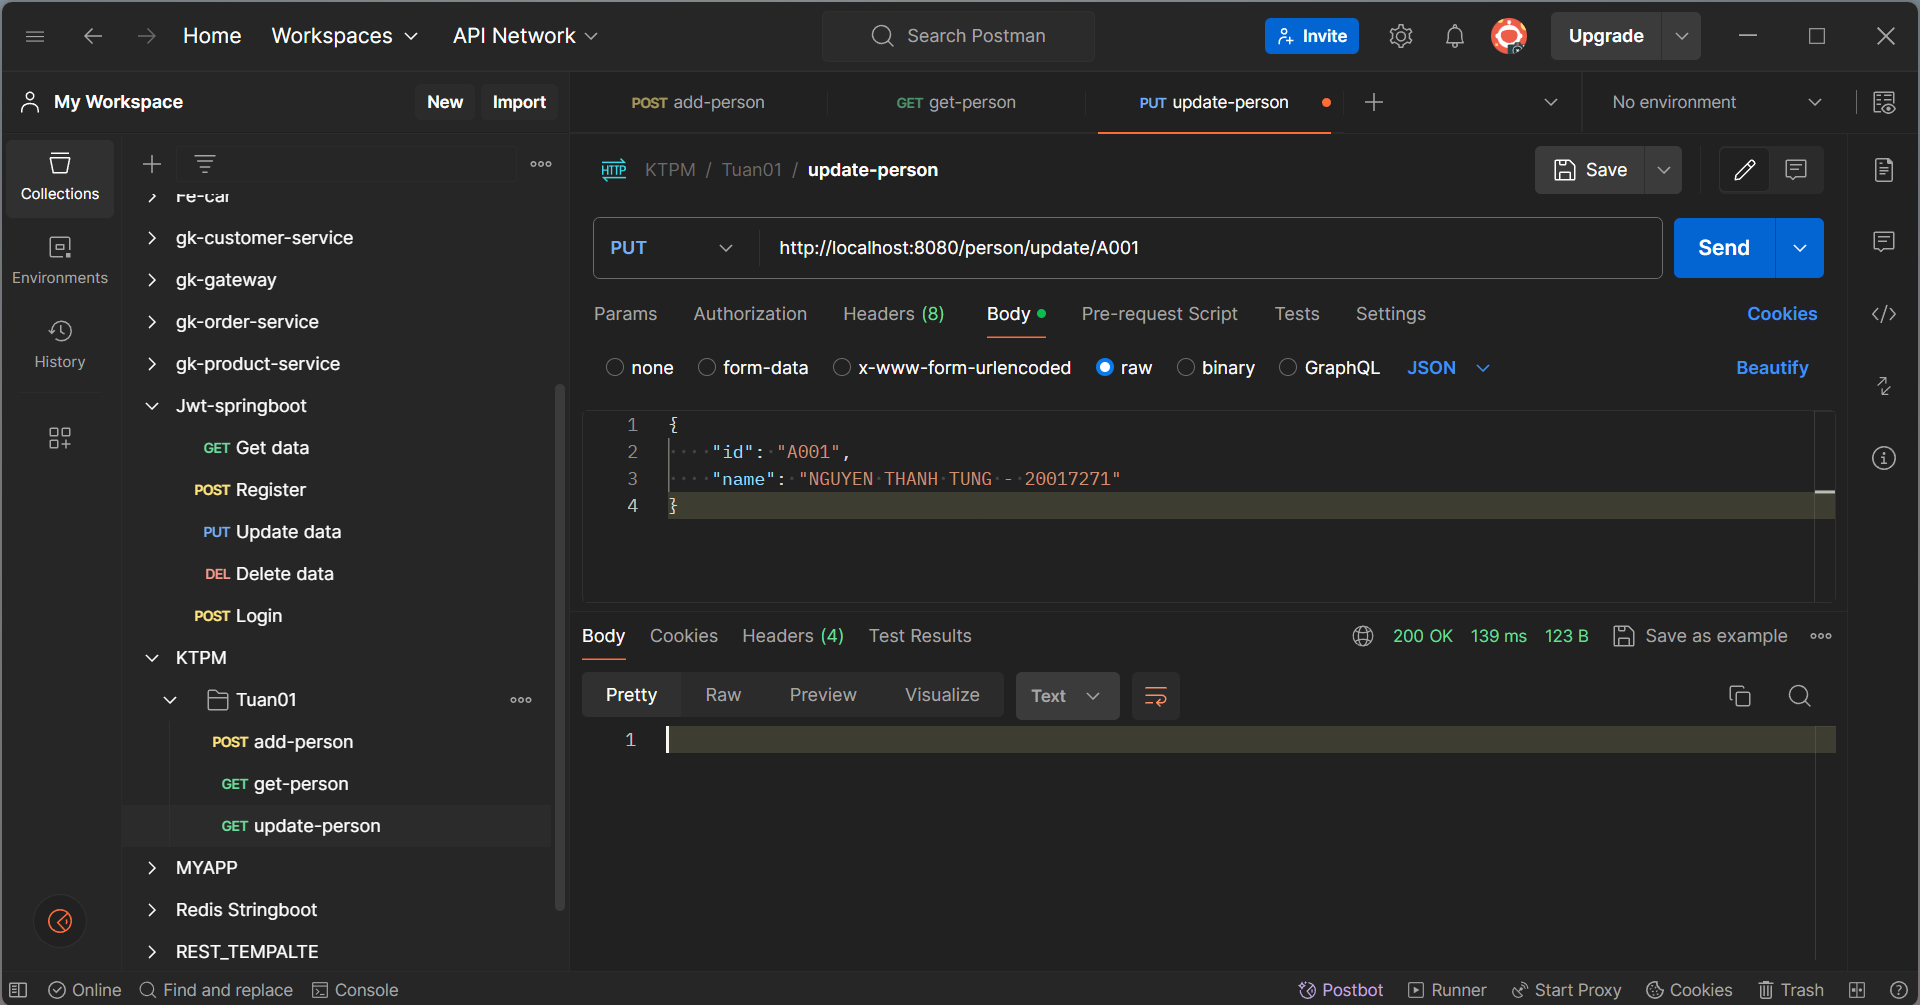 Home Workspaces API Network Search Postman Invite Upgrade
My Workspace New Import
POST add-person GET get-person PUT update-person No environment
Collections
Environments
History
Fe-car
gk-customer-service
gk-gateway
gk-order-service
gk-product-service
Jwt-springboot
GET Get data
POST Register
PUT Update data
DEL Delete data
POST Login
KTPM
Tuan01
POST add-person
GET get-person
GET update-person
MYAPP
Redis Stringboot
REST_TEMPALTE
HTTP KTPM / Tuan01 / update-person Save
PUT http://localhost:8080/person/update/A001 Send
Params Authorization Headers (8) Body Pre-request Script Tests Settings Cookies
none form-data x-www-form-urlencoded raw binary GraphQL JSON Beautify
1 {
2 "id": "A001",
3 "name": "NGUYEN THANH TUNG - 20017271"
4 }
Body Cookies Headers (4) Test Results 200 OK 139 ms 123 B Save as example
Pretty Raw Preview Visualize Text
1
Online Find and replace Console Postbot Runner Start Proxy Cookies Trash